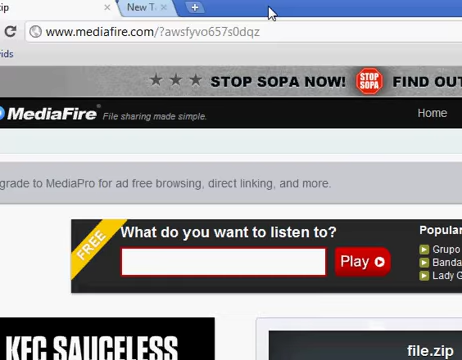 zip
New T
www.mediafire.com/?awsfyvo657s0dqz
ids
STOP SOPA NOW! STOP SOPA FIND OUT
MediaFire File sharing made simple.
Home
grade to MediaPro for ad free browsing, direct linking, and more.
FREE
What do you want to listen to?
Play
Popular
Grupo
Banda
Lady G
KFC SAUCELESS
file.zip